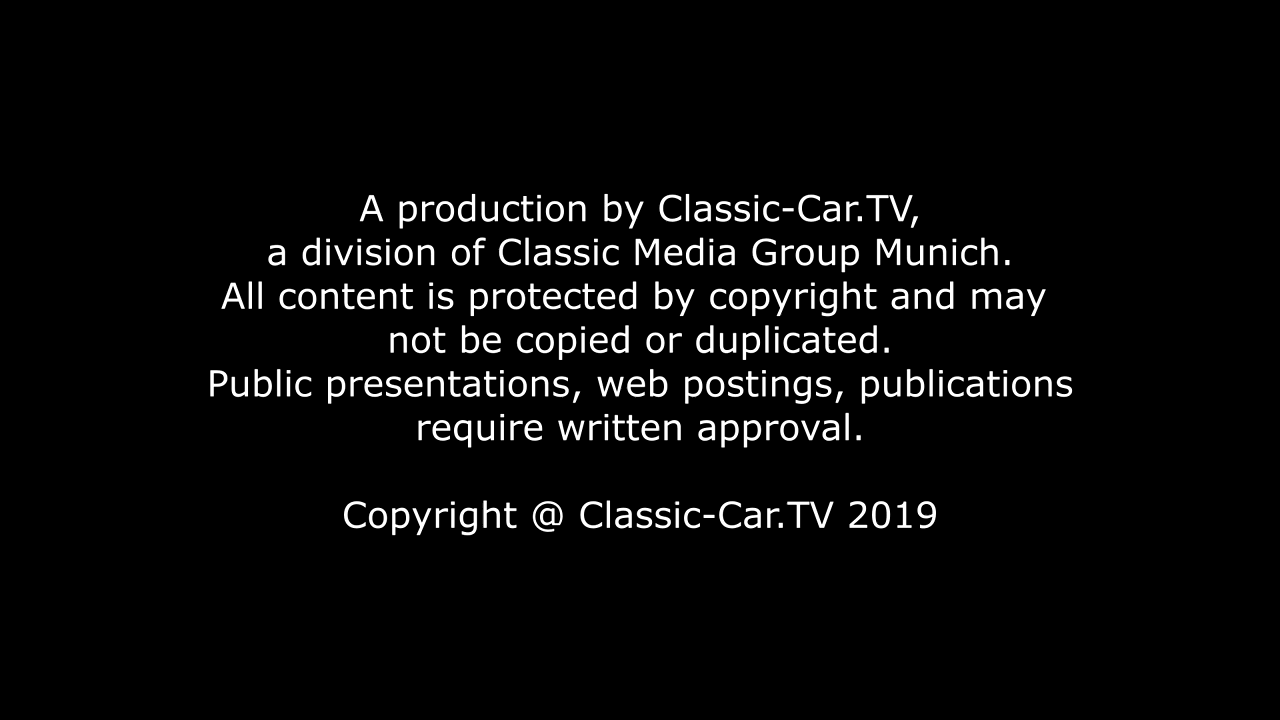 A production by Classic-Car.TV,
a division of Classic Media Group Munich.
All content is protected by copyright and may
not be copied or duplicated.
Public presentations, web postings, publications
require written approval.
Copyright @ Classic-Car.TV 2019